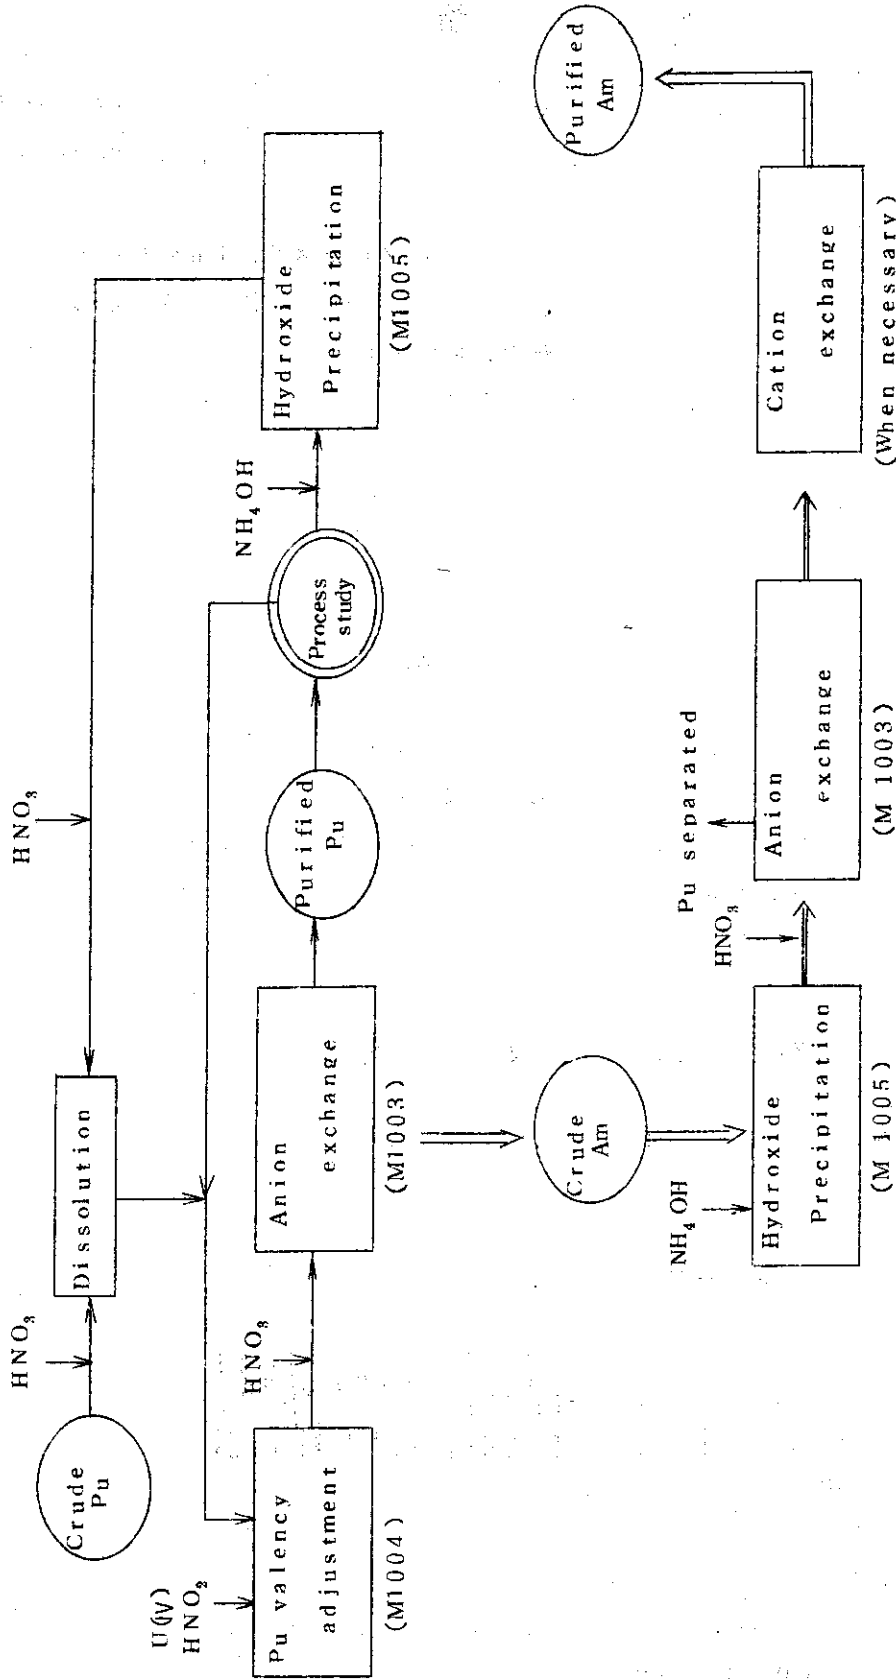 HNO₃
HNO₃
Crude
Pu
Dissolution
U(IV)
HNO₂
Pu valency
adjustment
(M1004)
HNO₃
Anion
exchange
(M1003)
Purified
Pu
Process
study
NH₄OH
Hydroxide
Precipitation
(M1005)
Crude
Am
NH₄OH
Hydroxide
Precipitation
(M 1005)
HNO₃
Pu separated
Anion
exchange
(M 1003)
Cation
exchange
(When necessary)
Purified
Am